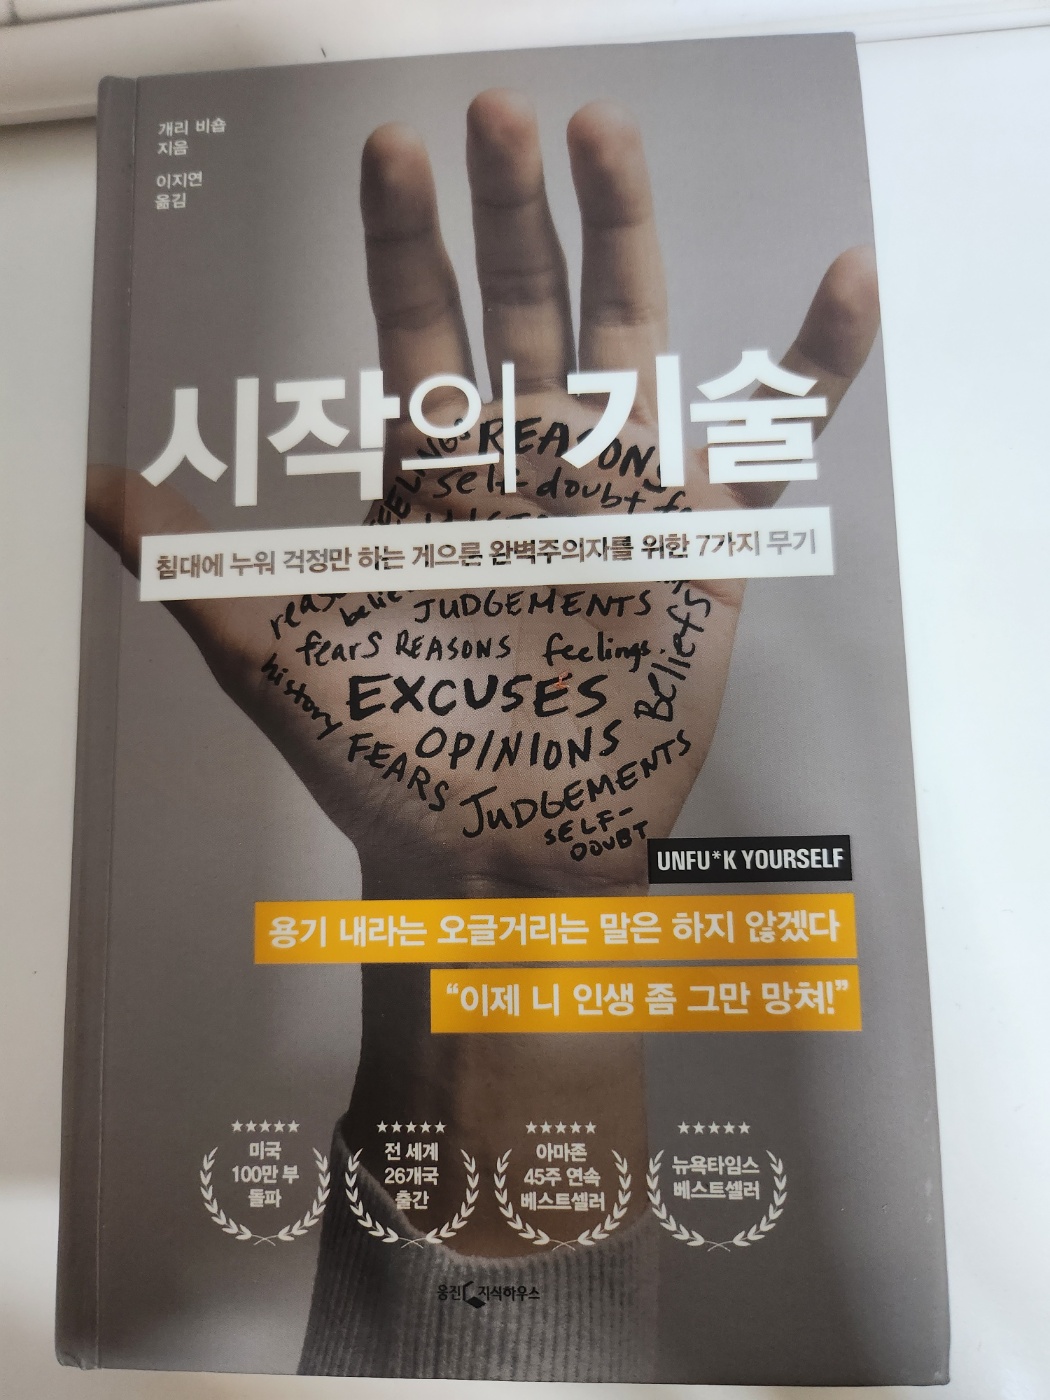 개리 비숍
지음
이지연
옮김
시작의 기술
REASONS
self-doubt
침대에 누워 걱정만 하는 게으른 완벽주의자를 위한 7가지 무기
JUDGEMENTS
fears REASONS feelings.
Beliefs
history
EXCUSES
OPINIONS
FEARS
JUDGEMENTS
SELF-
DOUBT
UNFU*K YOURSELF
용기 내라는 오글거리는 말은 하지 않겠다
“이제 니 인생 좀 그만 망쳐!”
★★★★★
미국
100만 부
돌파
★★★★★
전 세계
26개국
출간
★★★★★
아마존
45주 연속
베스트셀러
★★★★★
뉴욕타임스
베스트셀러
웅진 지식하우스